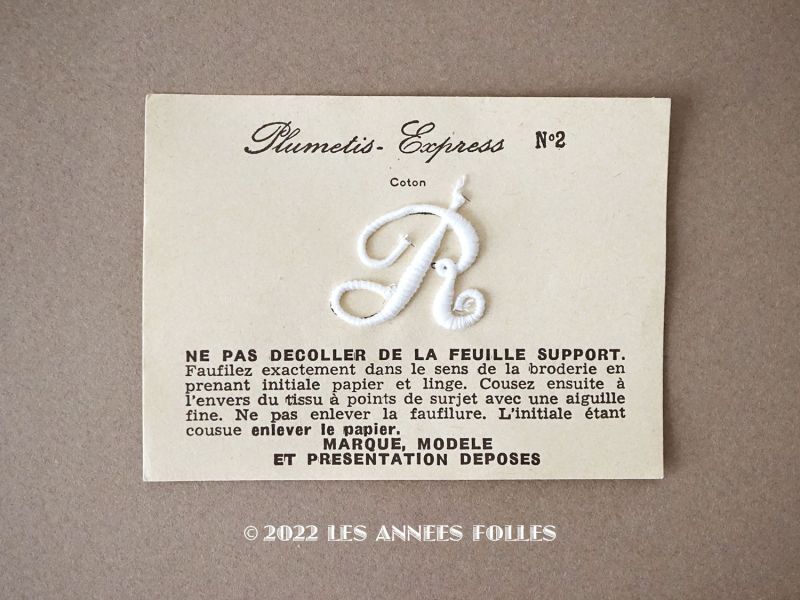 Plumetis-Express N°2
Coton
R
NE PAS DECOLLER DE LA FEUILLE SUPPORT.
Faufilez exactement dans le sens de la broderie en
prenant initiale papier et linge. Cousez ensuite à
l'envers du tissu à points de surjet avec une aiguille
fine. Ne pas enlever la faufilure. L'initiale étant
cousue enlever le papier.
MARQUE, MODELE
ET PRESENTATION DEPOSES
© 2022 LES ANNEES FOLLES